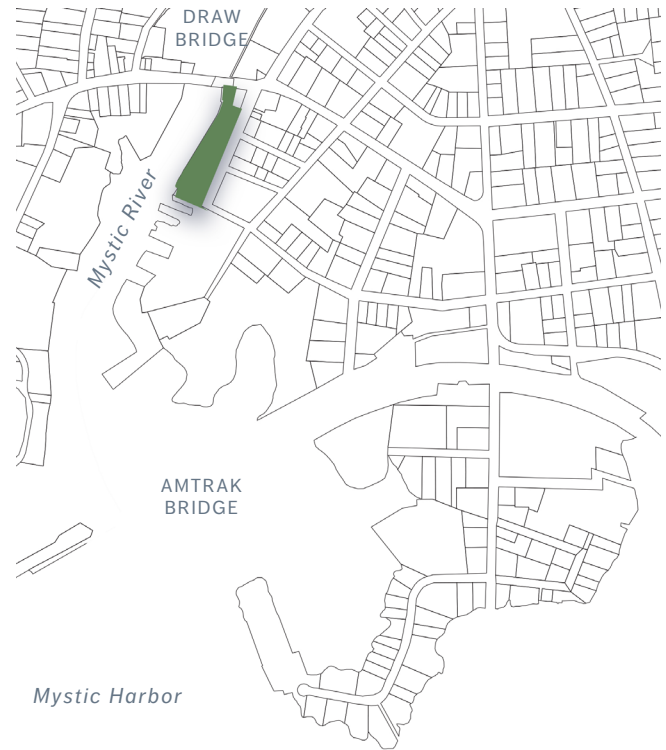 DRAW
BRIDGE
Mystic River
AMTRAK
BRIDGE
Mystic Harbor